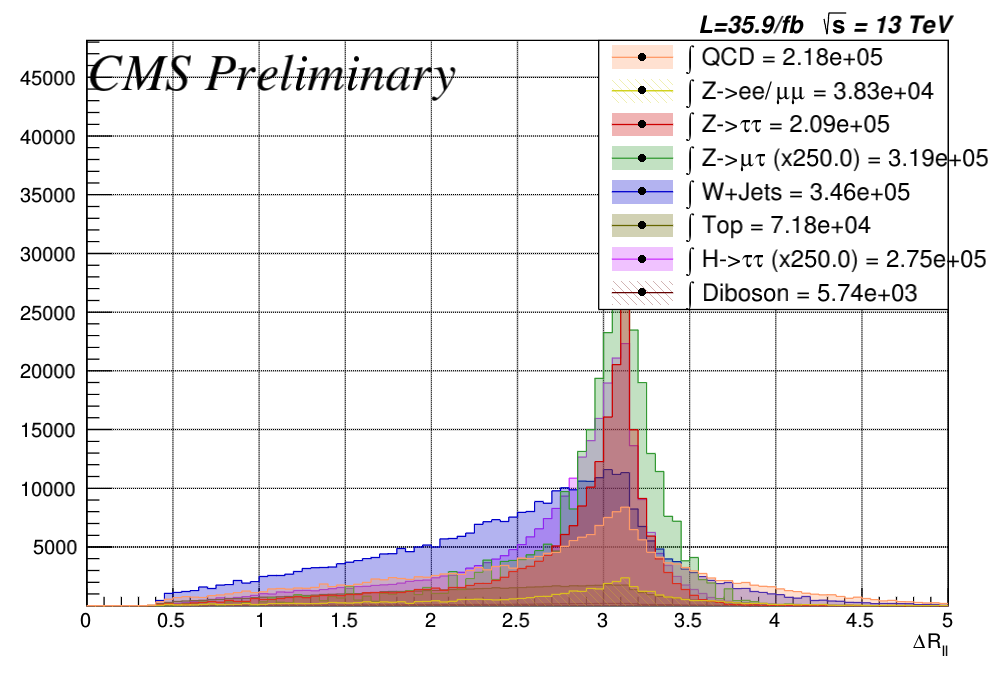 L=35.9/fb √s = 13 TeV
CMS Preliminary
∫ QCD = 2.18e+05
∫ Z->ee/μμ = 3.83e+04
∫ Z->ττ = 2.09e+05
∫ Z->μτ (x250.0) = 3.19e+05
∫ W+Jets = 3.46e+05
∫ Top = 7.18e+04
∫ H->ττ (x250.0) = 2.75e+05
∫ Diboson = 5.74e+03
45000
40000
35000
30000
25000
20000
15000
10000
5000
0 0.5 1 1.5 2 2.5 3 3.5 4 4.5 5
ΔR_ll